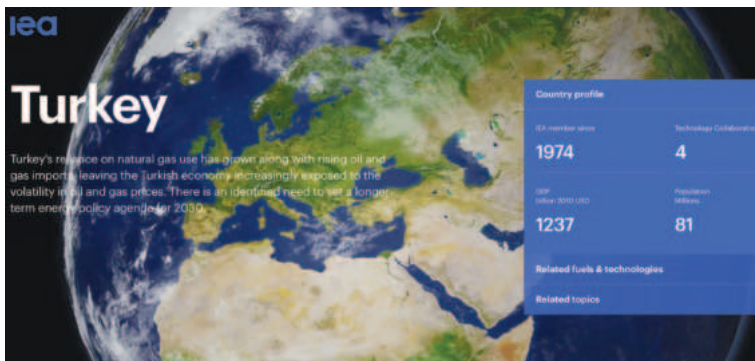 iea
Turkey
Turkey's reliance on natural gas use has grown along with rising oil and
gas imports, leaving the Turkish economy increasingly exposed to the
volatility in oil and gas prices. There is an identified need to set a longer
term energy policy agenda for 2030.
Country profile
IEA member since
1974
Technology Collaboratio
4
GDP
billion 2010 USD
1237
Population
Millions
81
Related fuels & technologies
Related topics